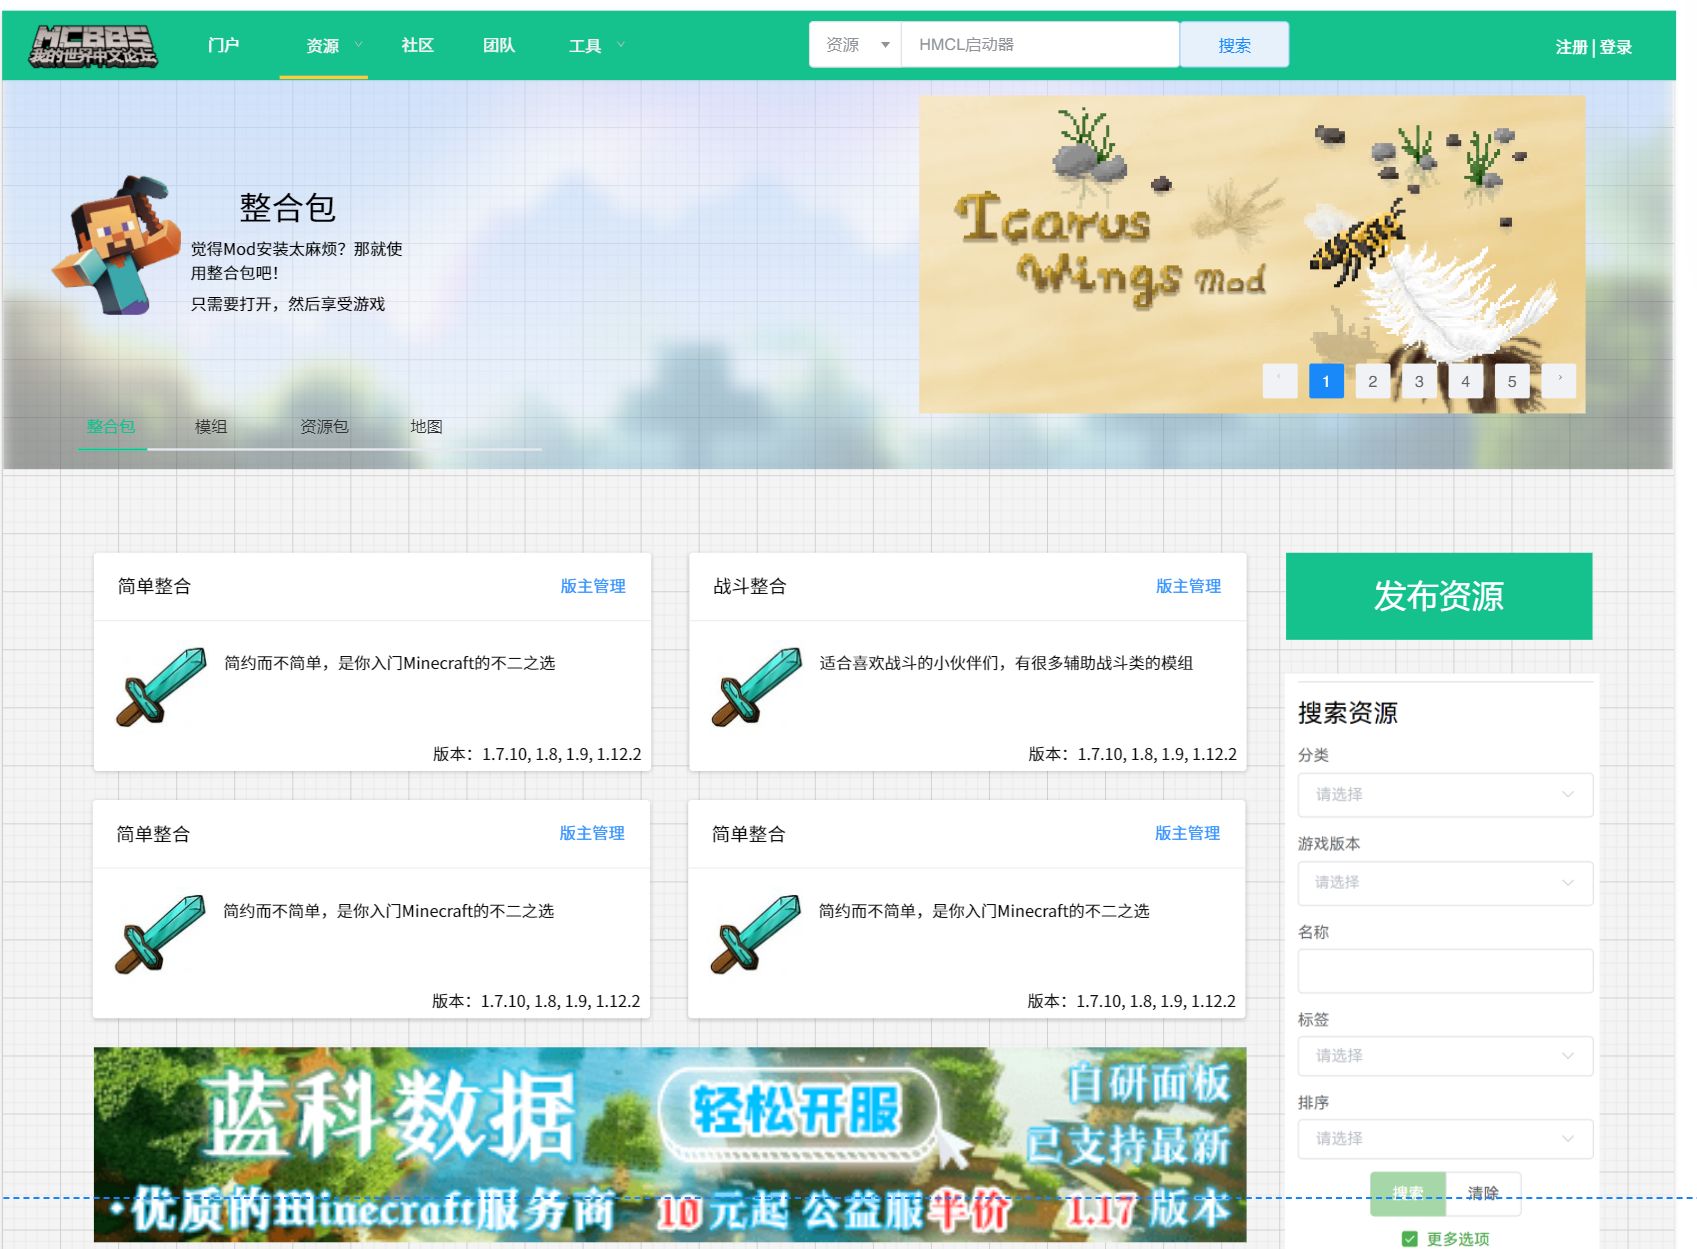 MCBBS
我的世界中文论坛
门户
资源
社区
团队
工具
资源
HMCL启动器
搜索
注册 | 登录
整合包
觉得Mod安装太麻烦？那就使
用整合包吧！
只需要打开，然后享受游戏
Icarus
Wings Mod
1
2
3
4
5
整合包
模组
资源包
地图
简单整合
版主管理
简约而不简单，是你入门Minecraft的不二之选
版本：1.7.10, 1.8, 1.9, 1.12.2
战斗整合
版主管理
适合喜欢战斗的小伙伴们，有很多辅助战斗类的模组
版本：1.7.10, 1.8, 1.9, 1.12.2
简单整合
版主管理
简约而不简单，是你入门Minecraft的不二之选
版本：1.7.10, 1.8, 1.9, 1.12.2
简单整合
版主管理
简约而不简单，是你入门Minecraft的不二之选
版本：1.7.10, 1.8, 1.9, 1.12.2
蓝科数据
轻松开服
自研面板
已支持最新
·优质的Minecraft服务商 10元起 公益服半价 1.17 版本
发布资源
搜索资源
分类
请选择
游戏版本
请选择
名称
标签
请选择
排序
请选择
搜索
清除
更多选项